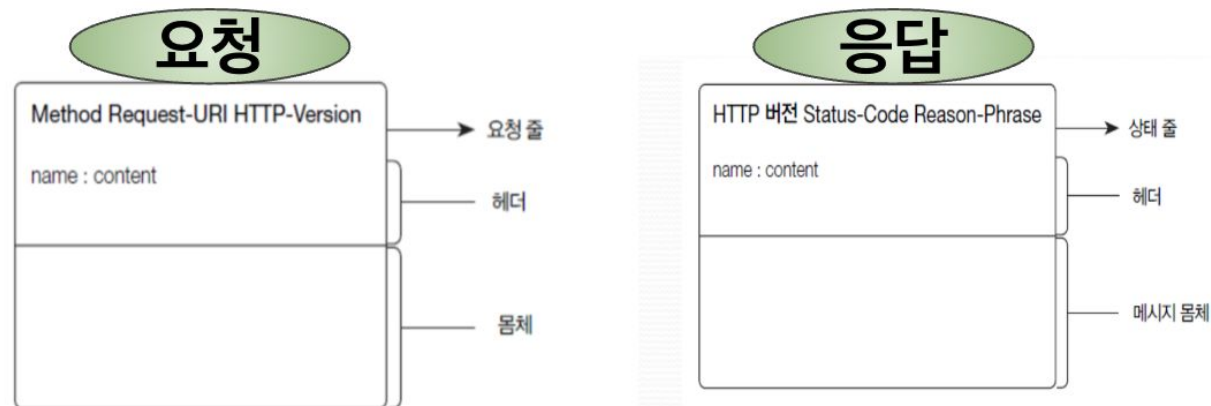 요청
Method Request-URI HTTP-Version
요청 줄
name : content
헤더
몸체
응답
HTTP 버전 Status-Code Reason-Phrase
상태 줄
name : content
헤더
메시지 몸체